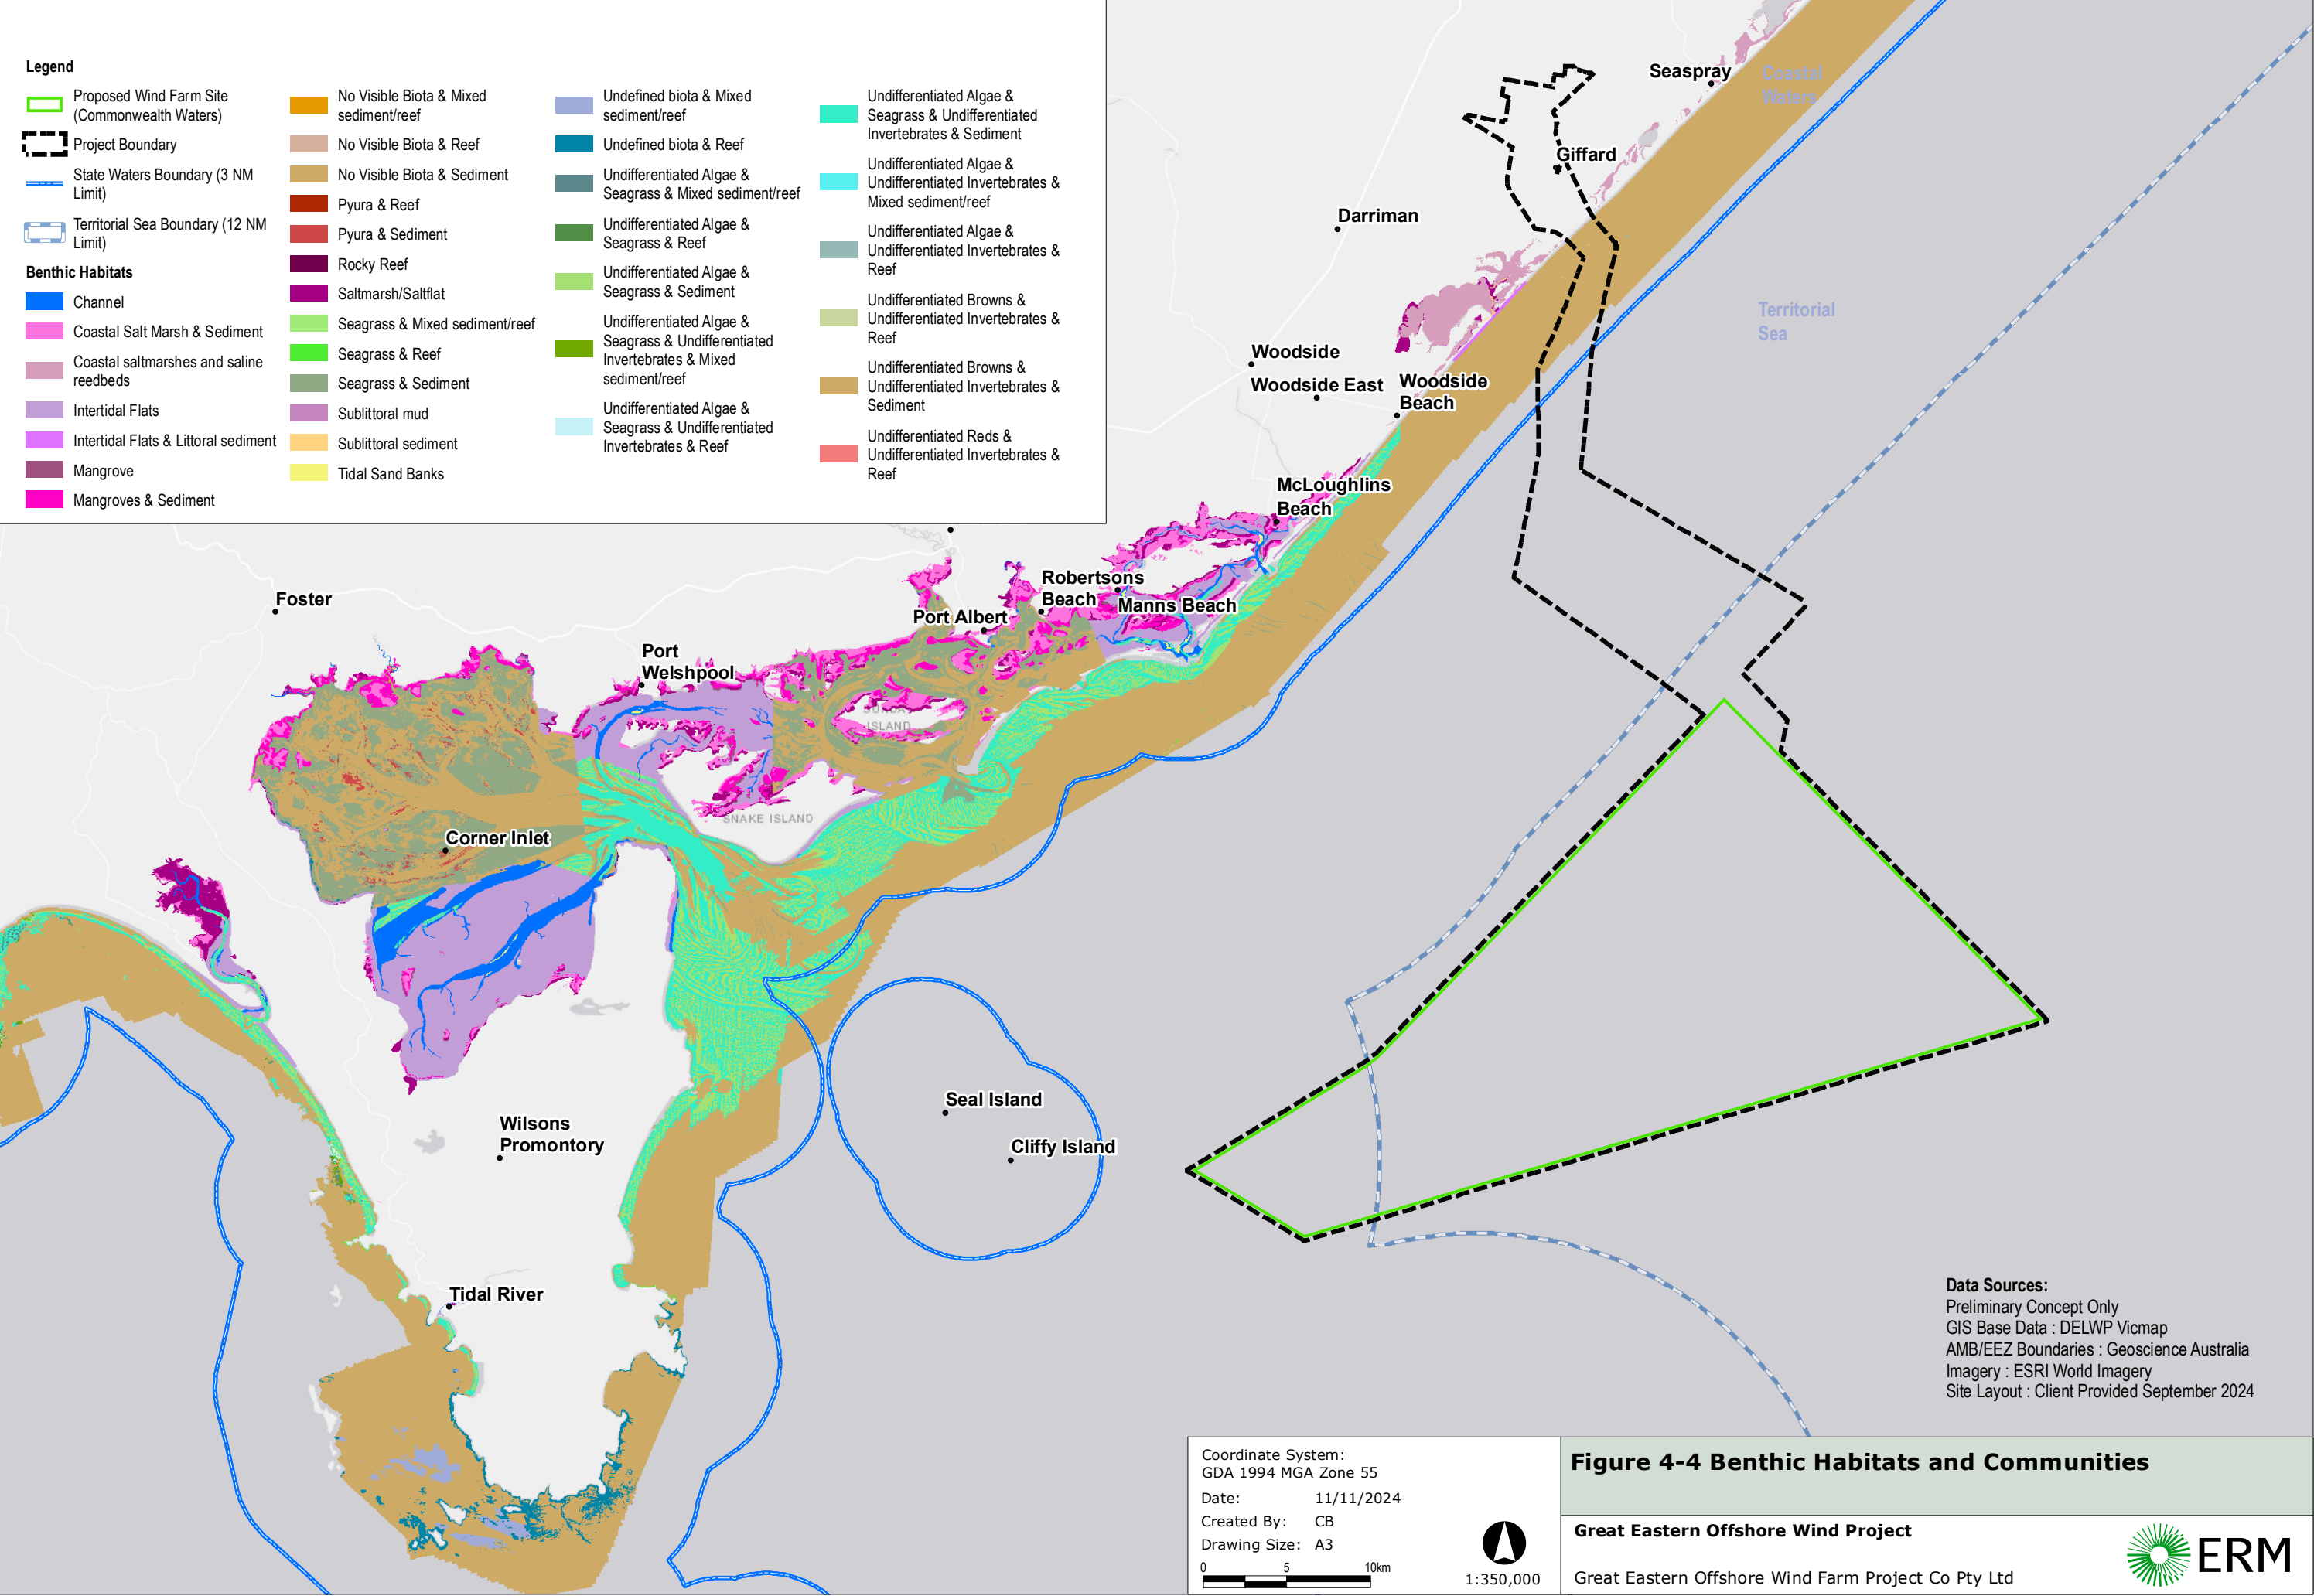 Legend
Proposed Wind Farm Site
(Commonwealth Waters)
Project Boundary
State Waters Boundary (3 NM
Limit)
Territorial Sea Boundary (12 NM
Limit)
Benthic Habitats
Channel
Coastal Salt Marsh & Sediment
Coastal saltmarshes and saline
reedbeds
Intertidal Flats
Intertidal Flats & Littoral sediment
Mangrove
Mangroves & Sediment
No Visible Biota & Mixed
sediment/reef
No Visible Biota & Reef
No Visible Biota & Sediment
Pyura & Reef
Pyura & Sediment
Rocky Reef
Saltmarsh/Saltflat
Seagrass & Mixed sediment/reef
Seagrass & Reef
Seagrass & Sediment
Sublittoral mud
Sublittoral sediment
Tidal Sand Banks
Undefined biota & Mixed
sediment/reef
Undefined biota & Reef
Undifferentiated Algae &
Seagrass & Mixed sediment/reef
Undifferentiated Algae &
Seagrass & Reef
Undifferentiated Algae &
Seagrass & Sediment
Undifferentiated Algae &
Seagrass & Undifferentiated
Invertebrates & Mixed
sediment/reef
Undifferentiated Algae &
Seagrass & Undifferentiated
Invertebrates & Reef
Undifferentiated Algae &
Seagrass & Undifferentiated
Invertebrates & Sediment
Undifferentiated Algae &
Undifferentiated Invertebrates &
Mixed sediment/reef
Undifferentiated Algae &
Undifferentiated Invertebrates &
Reef
Undifferentiated Browns &
Undifferentiated Invertebrates &
Reef
Undifferentiated Browns &
Undifferentiated Invertebrates &
Sediment
Undifferentiated Reds &
Undifferentiated Invertebrates &
Reef
Seaspray
Coastal
Waters
Giffard
Darriman
Territorial
Sea
Woodside
Woodside East
Woodside
Beach
McLoughlins
Beach
Robertsons
Beach
Manns Beach
Port Albert
Foster
Port
Welshpool
ISLAND
SNAKE ISLAND
Corner Inlet
Seal Island
Cliffy Island
Wilsons
Promontory
Tidal River
Data Sources:
Preliminary Concept Only
GIS Base Data : DELWP Vicmap
AMB/EEZ Boundaries : Geoscience Australia
Imagery : ESRI World Imagery
Site Layout : Client Provided September 2024
Coordinate System:
GDA 1994 MGA Zone 55
Date: 11/11/2024
Created By: CB
Drawing Size: A3
0 5 10km
1:350,000
Figure 4-4 Benthic Habitats and Communities
Great Eastern Offshore Wind Project
Great Eastern Offshore Wind Farm Project Co Pty Ltd
ERM